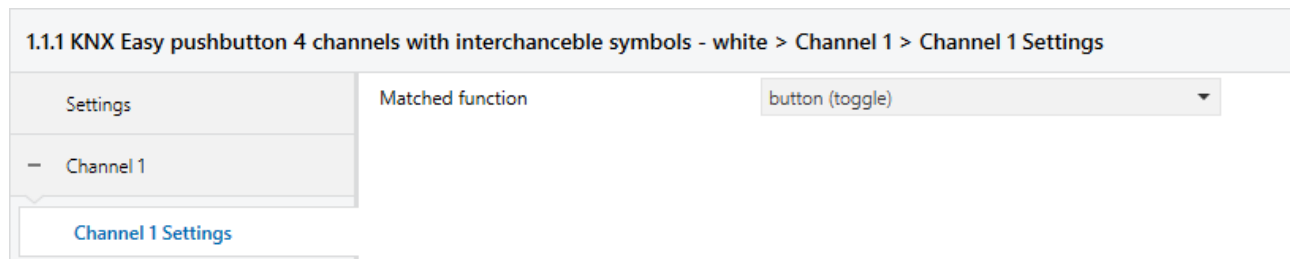 1.1.1 KNX Easy pushbutton 4 channels with interchanceble symbols - white > Channel 1 > Channel 1 Settings
Settings
Matched function button (toggle)
Channel 1
Channel 1 Settings